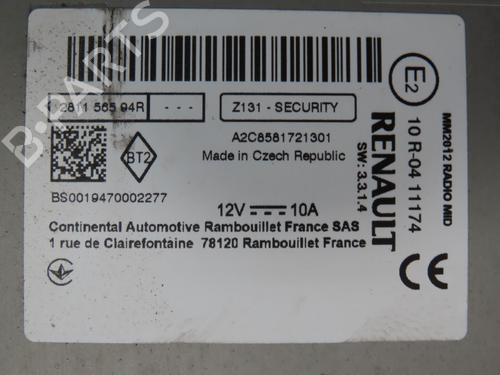 2811 565 94R
- - -
Z131 - SECURITY
A2C8581721301
Made in Czech Republic
BT2
BS0019470002277
12V 10A
Continental Automotive Rambouillet France SAS
1 rue de Clairefontaine 78120 Rambouillet France
RENAULT
SW: 3.3.1.4
E2
10 R-04 11174
MM2012 RADIO MID
CE
B-PARTS